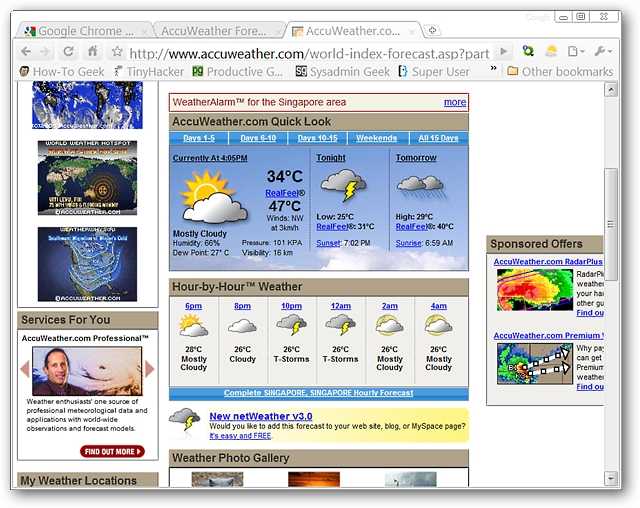 Google
Google Chrome ...
AccuWeather Fore...
AccuWeather.co...
http://www.accuweather.com/world-index-forecast.asp?part
How-To Geek
TinyHacker
Productive G...
Sysadmin Geek
Super User
»
Other bookmarks
WORLD WEATHER HOTSPOT
©ACCUWEATHER.COM
©ACCUWEATHER.COM
Services For You
AccuWeather.com Professional™
Weather enthusiasts' one source of
professional meteorological data and
applications with world-wide
observations and forecast models.
FIND OUT MORE
My Weather Locations
WeatherAlarm™ for the Singapore area
more
AccuWeather.com Quick Look
Days 1-5 Days 6-10 Days 10-15 Weekends All 15 Days
Currently At 4:05PM
34°C
RealFeel®
47°C
Winds: NW
at 3km/h
Mostly Cloudy
Humidity: 66%
Dew Point: 27° C
Pressure: 101 KPA
Visibility: 16 km
Tonight
Low: 25°C
RealFeel®: 31°C
Sunset: 7:02 PM
Tomorrow
High: 29°C
RealFeel®: 40°C
Sunrise: 6:59 AM
Hour-by-Hour™ Weather
6pm 8pm 10pm 12am 2am 4am
28°C 26°C 26°C 26°C 26°C 26°C
Mostly Cloudy T-Storms T-Storms Mostly Mostly
Cloudy Cloudy Cloudy
Complete SINGAPORE, SINGAPORE Hourly Forecast
New netWeather v3.0
Would you like to add this forecast to your web site, blog, or MySpace page?
It's easy and FREE.
Weather Photo Gallery
Sponsored Offers
AccuWeather.com RadarPlus
RadarPl
weathe
your ha
other gu
Find ou
AccuWeather.com Premium
Why pay
can get
Premiun
weather
Find ou